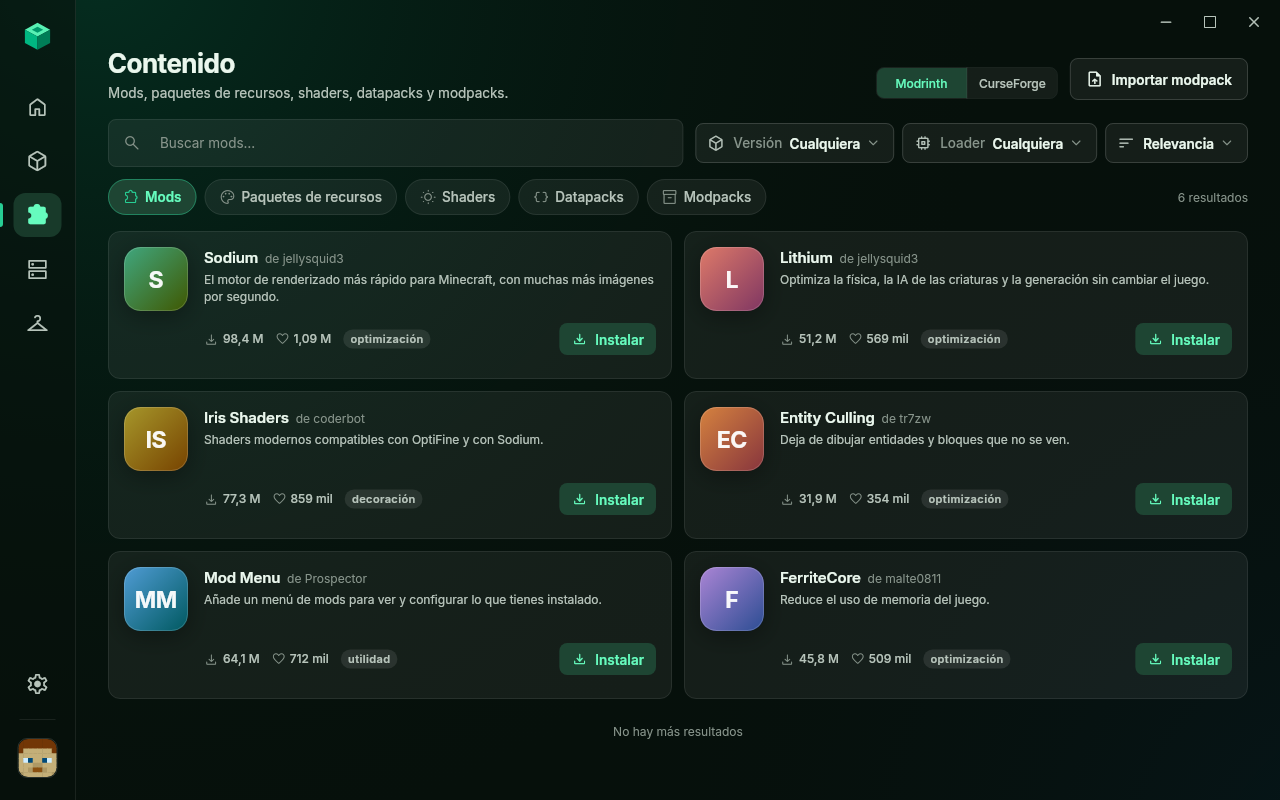 Contenido
Mods, paquetes de recursos, shaders, datapacks y modpacks.
Modrinth
CurseForge
Importar modpack
Buscar mods...
Versión Cualquiera
Loader Cualquiera
Relevancia
Mods
Paquetes de recursos
Shaders
Datapacks
Modpacks
6 resultados
S
Sodium de jellysquid3
El motor de renderizado más rápido para Minecraft, con muchas más imágenes
por segundo.
98,4 M 1,09 M optimización
Instalar
L
Lithium de jellysquid3
Optimiza la física, la IA de las criaturas y la generación sin cambiar el juego.
51,2 M 569 mil optimización
Instalar
IS
Iris Shaders de coderbot
Shaders modernos compatibles con OptiFine y con Sodium.
77,3 M 859 mil decoración
Instalar
EC
Entity Culling de tr7zw
Deja de dibujar entidades y bloques que no se ven.
31,9 M 354 mil optimización
Instalar
MM
Mod Menu de Prospector
Añade un menú de mods para ver y configurar lo que tienes instalado.
64,1 M 712 mil utilidad
Instalar
F
FerriteCore de malte0811
Reduce el uso de memoria del juego.
45,8 M 509 mil optimización
Instalar
No hay más resultados